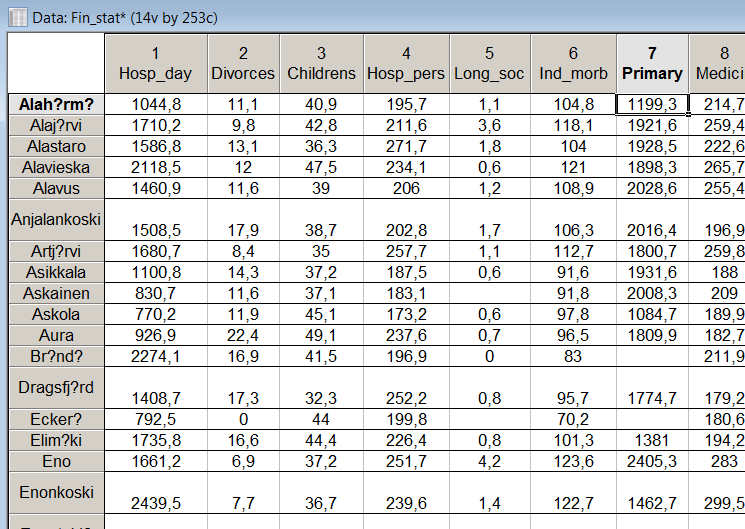 Data: Fin_stat* (14v by 253c)
1 2 3 4 5 6 7 8
Hosp_day Divorces Childrens Hosp_pers Long_soc Ind_morb Primary Medici
Alah?rm? 1044,8 11,1 40,9 195,7 1,1 104,8 1199,3 214,7
Alaj?rvi 1710,2 9,8 42,8 211,6 3,6 118,1 1921,6 259,4
Alastaro 1586,8 13,1 36,3 271,7 1,8 104 1928,5 222,6
Alavieska 2118,5 12 47,5 234,1 0,6 121 1898,3 265,7
Alavus 1460,9 11,6 39 206 1,2 108,9 2028,6 255,4
Anjalankoski 1508,5 17,9 38,7 202,8 1,7 106,3 2016,4 196,9
Artj?rvi 1680,7 8,4 35 257,7 1,1 112,7 1800,7 259,8
Asikkala 1100,8 14,3 37,2 187,5 0,6 91,6 1931,6 188
Askainen 830,7 11,6 37,1 183,1 91,8 2008,3 209
Askola 770,2 11,9 45,1 173,2 0,6 97,8 1084,7 189,9
Aura 926,9 22,4 49,1 237,6 0,7 96,5 1809,9 182,7
Br?nd? 2274,1 16,9 41,5 196,9 0 83 211,9
Dragsfj?rd 1408,7 17,3 32,3 252,2 0,8 95,7 1774,7 179,2
Ecker? 792,5 0 44 199,8 70,2 180,6
Elim?ki 1735,8 16,6 44,4 226,4 0,8 101,3 1381 194,2
Eno 1661,2 6,9 37,2 251,7 4,2 123,6 2405,3 283
Enonkoski 2439,5 7,7 36,7 239,6 1,4 122,7 1462,7 299,5